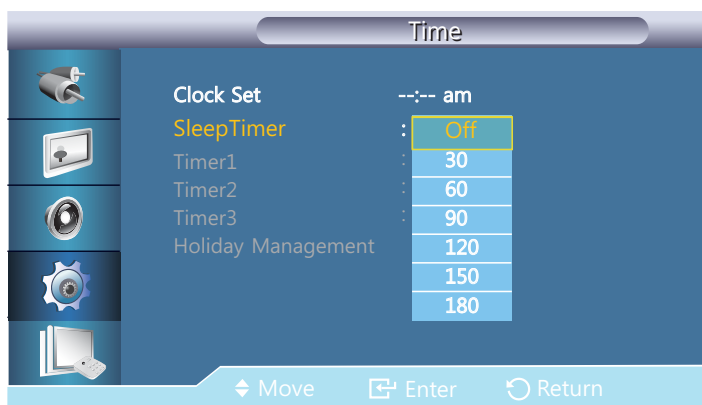 Time
Clock Set --:-- am
SleepTimer : Off
Timer1 : 30
Timer2 : 60
Timer3 : 90
Holiday Management 120
150
180
Move Enter Return